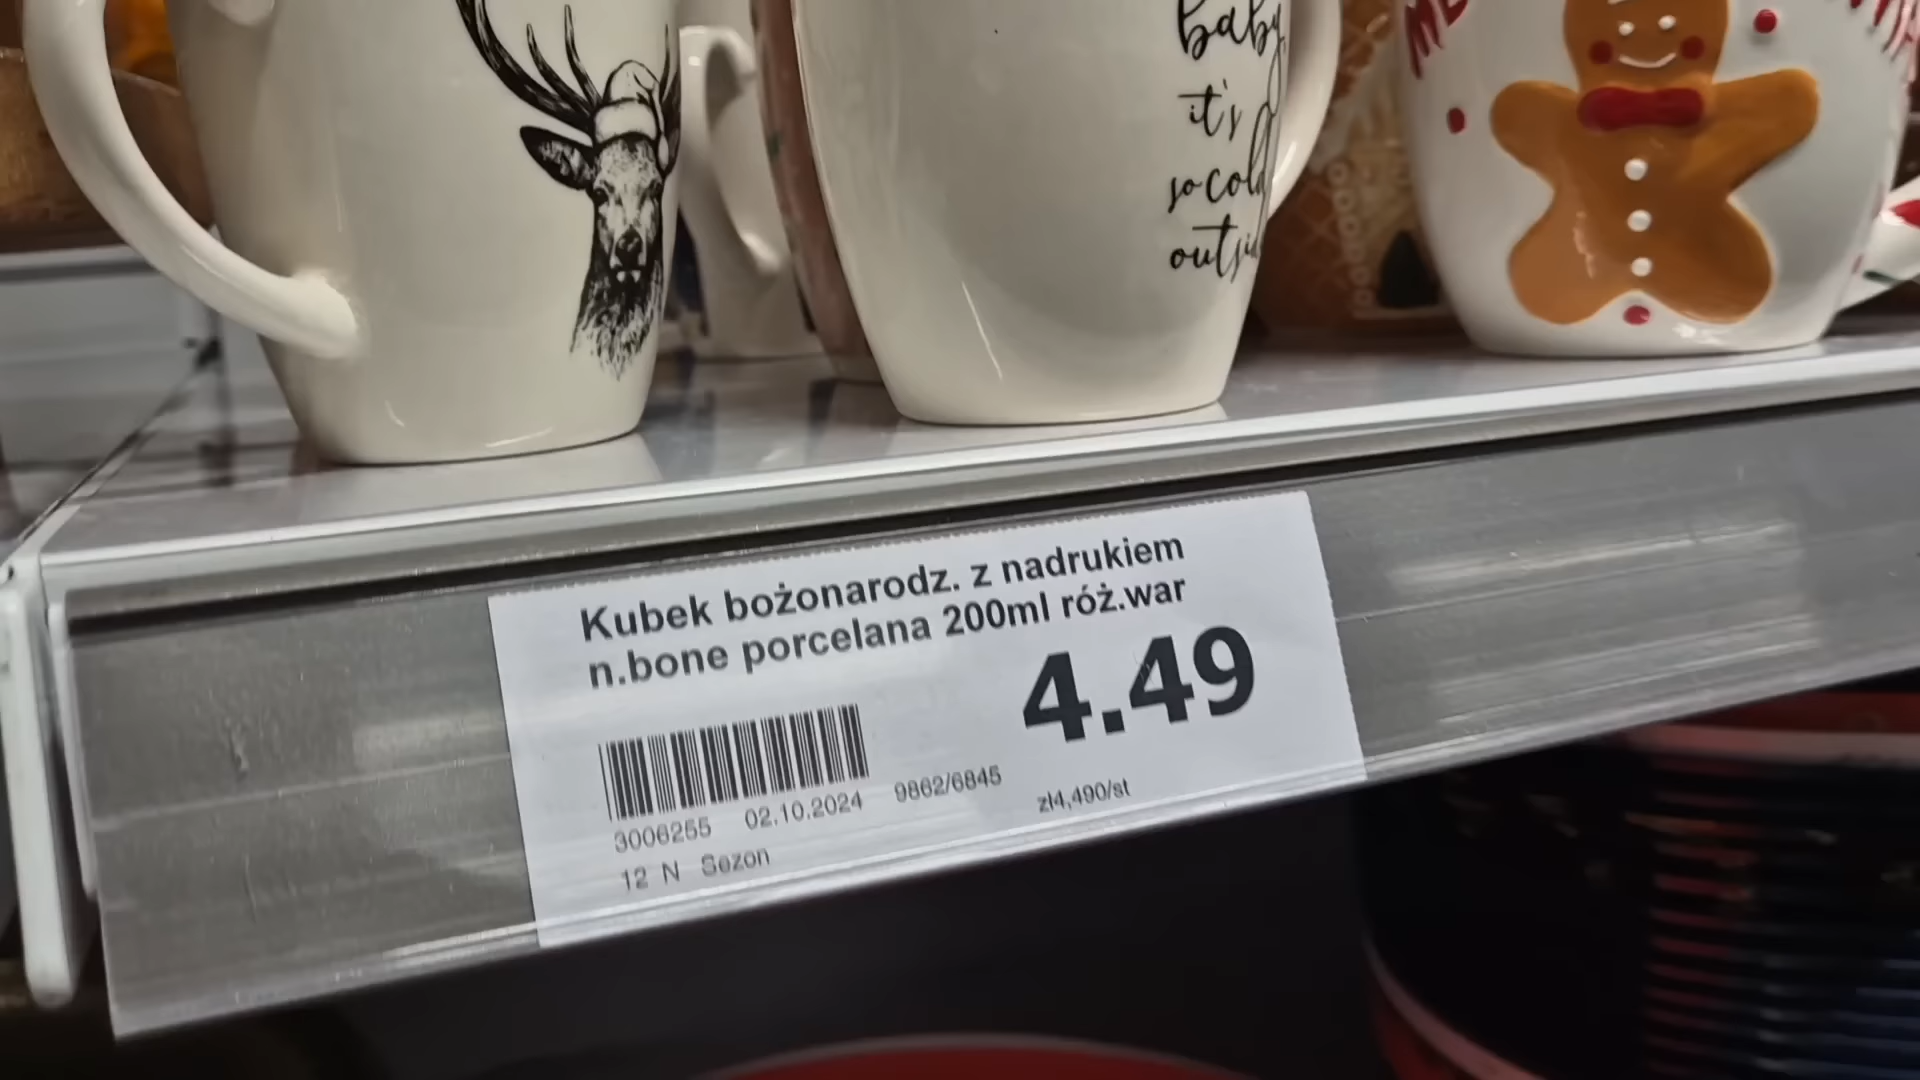 baby,
it's
so cold
Kubek bożonarodz. z nadrukiem
n.bone porcelana 200ml róż.war
4.49
3006255 02.10.2024 9862/6845 zł4,490/st
12 N Sezon